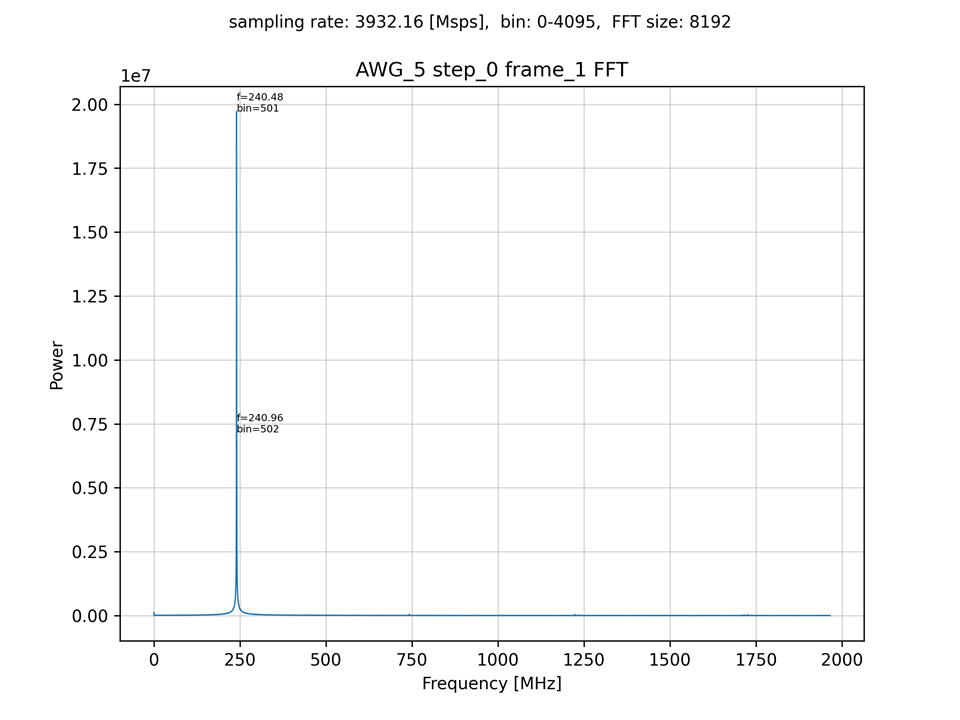 sampling rate: 3932.16 [Msps],  bin: 0-4095,  FFT size: 8192
AWG_5 step_0 frame_1 FFT
1e7
2.00
1.75
1.50
1.25
1.00
0.75
0.50
0.25
0.00
Power
f=240.48
bin=501
f=240.96
bin=502
0 250 500 750 1000 1250 1500 1750 2000
Frequency [MHz]